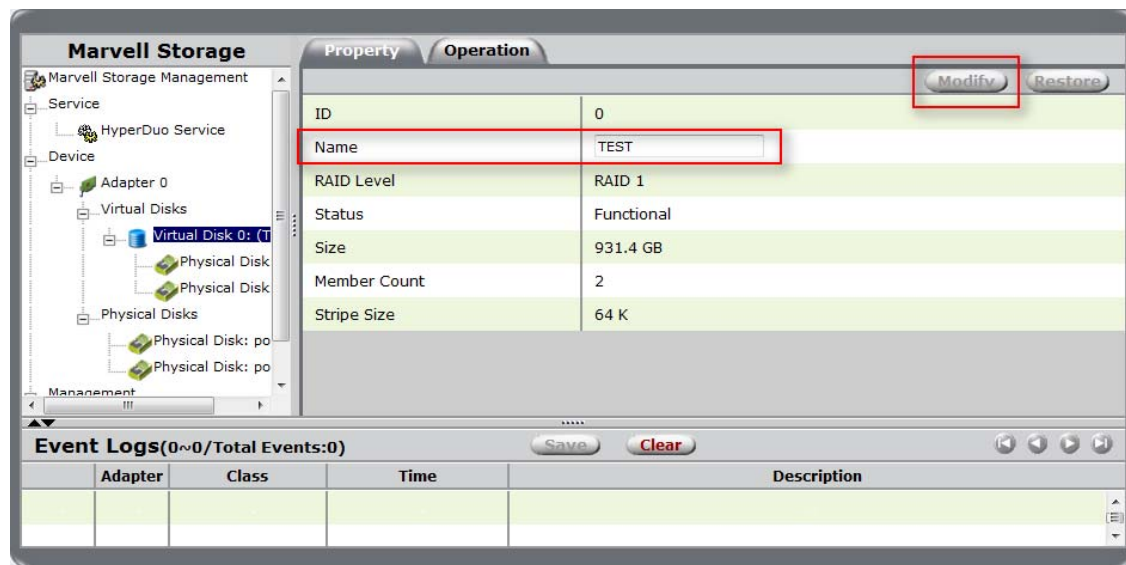 Marvell Storage
Property
Operation
Marvell Storage Management
Service
HyperDuo Service
Device
Adapter 0
Virtual Disks
Virtual Disk 0: (T
Physical Disk
Physical Disk
Physical Disks
Physical Disk: po
Physical Disk: po
Management
Modify
Restore
ID 0
Name TEST
RAID Level RAID 1
Status Functional
Size 931.4 GB
Member Count 2
Stripe Size 64 K
Event Logs(0~0/Total Events:0)
Save
Clear
Adapter Class Time Description